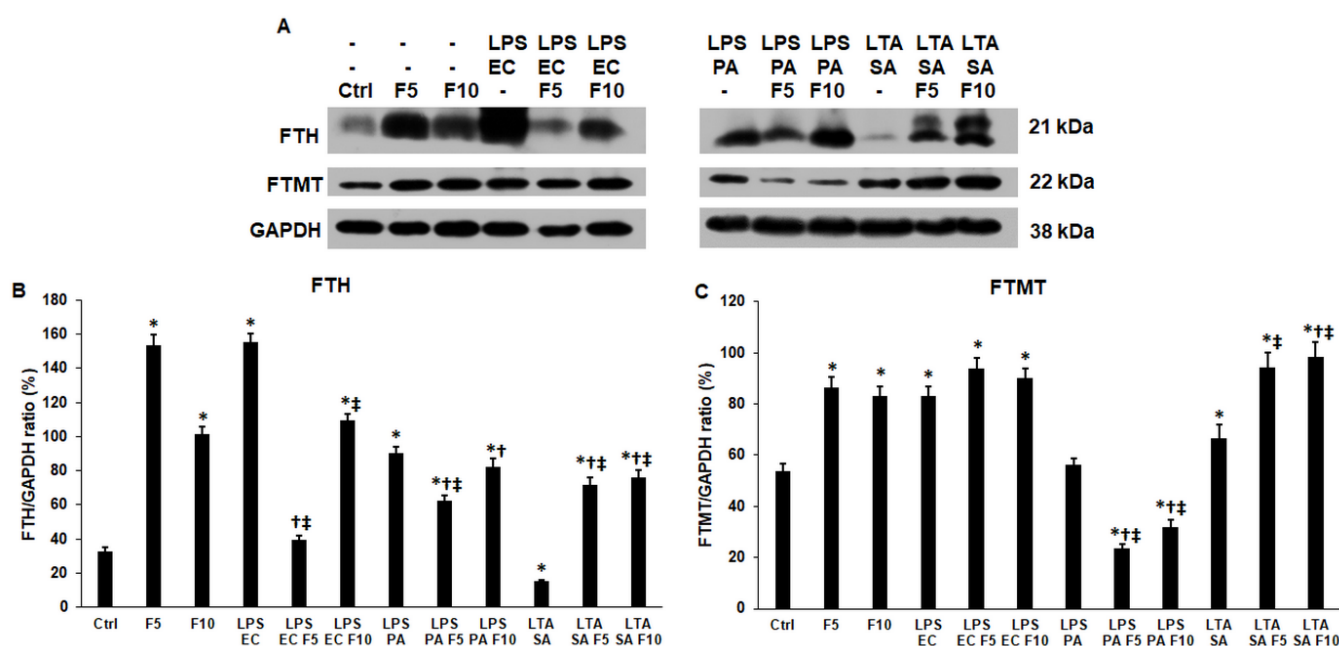 A
- - - LPS LPS LPS
- - - EC EC EC
Ctrl F5 F10 - F5 F10
LPS LPS LPS LTA LTA LTA
PA PA PA SA SA SA
- F5 F10 - F5 F10
FTH
21 kDa
FTMT
22 kDa
GAPDH
38 kDa
B
FTH
FTH/GAPDH ratio (%)
180
160
140
120
100
80
60
40
20
0
*
*
*
†‡
*‡
*
*†‡
*†
*
*†‡
*†‡
Ctrl F5 F10 LPS LPS LPS LPS LPS LPS LTA LTA LTA
EC EC F5 EC F10 PA PA F5 PA F10 SA SA F5 SA F10
C
FTMT
FTMT/GAPDH ratio (%)
120
100
80
60
40
20
0
*
*
*
*
*
*†‡
*†‡
*
*‡
*†‡
Ctrl F5 F10 LPS LPS LPS LPS LPS LPS LTA LTA LTA
EC EC F5 EC F10 PA PA F5 PA F10 SA SA F5 SA F10